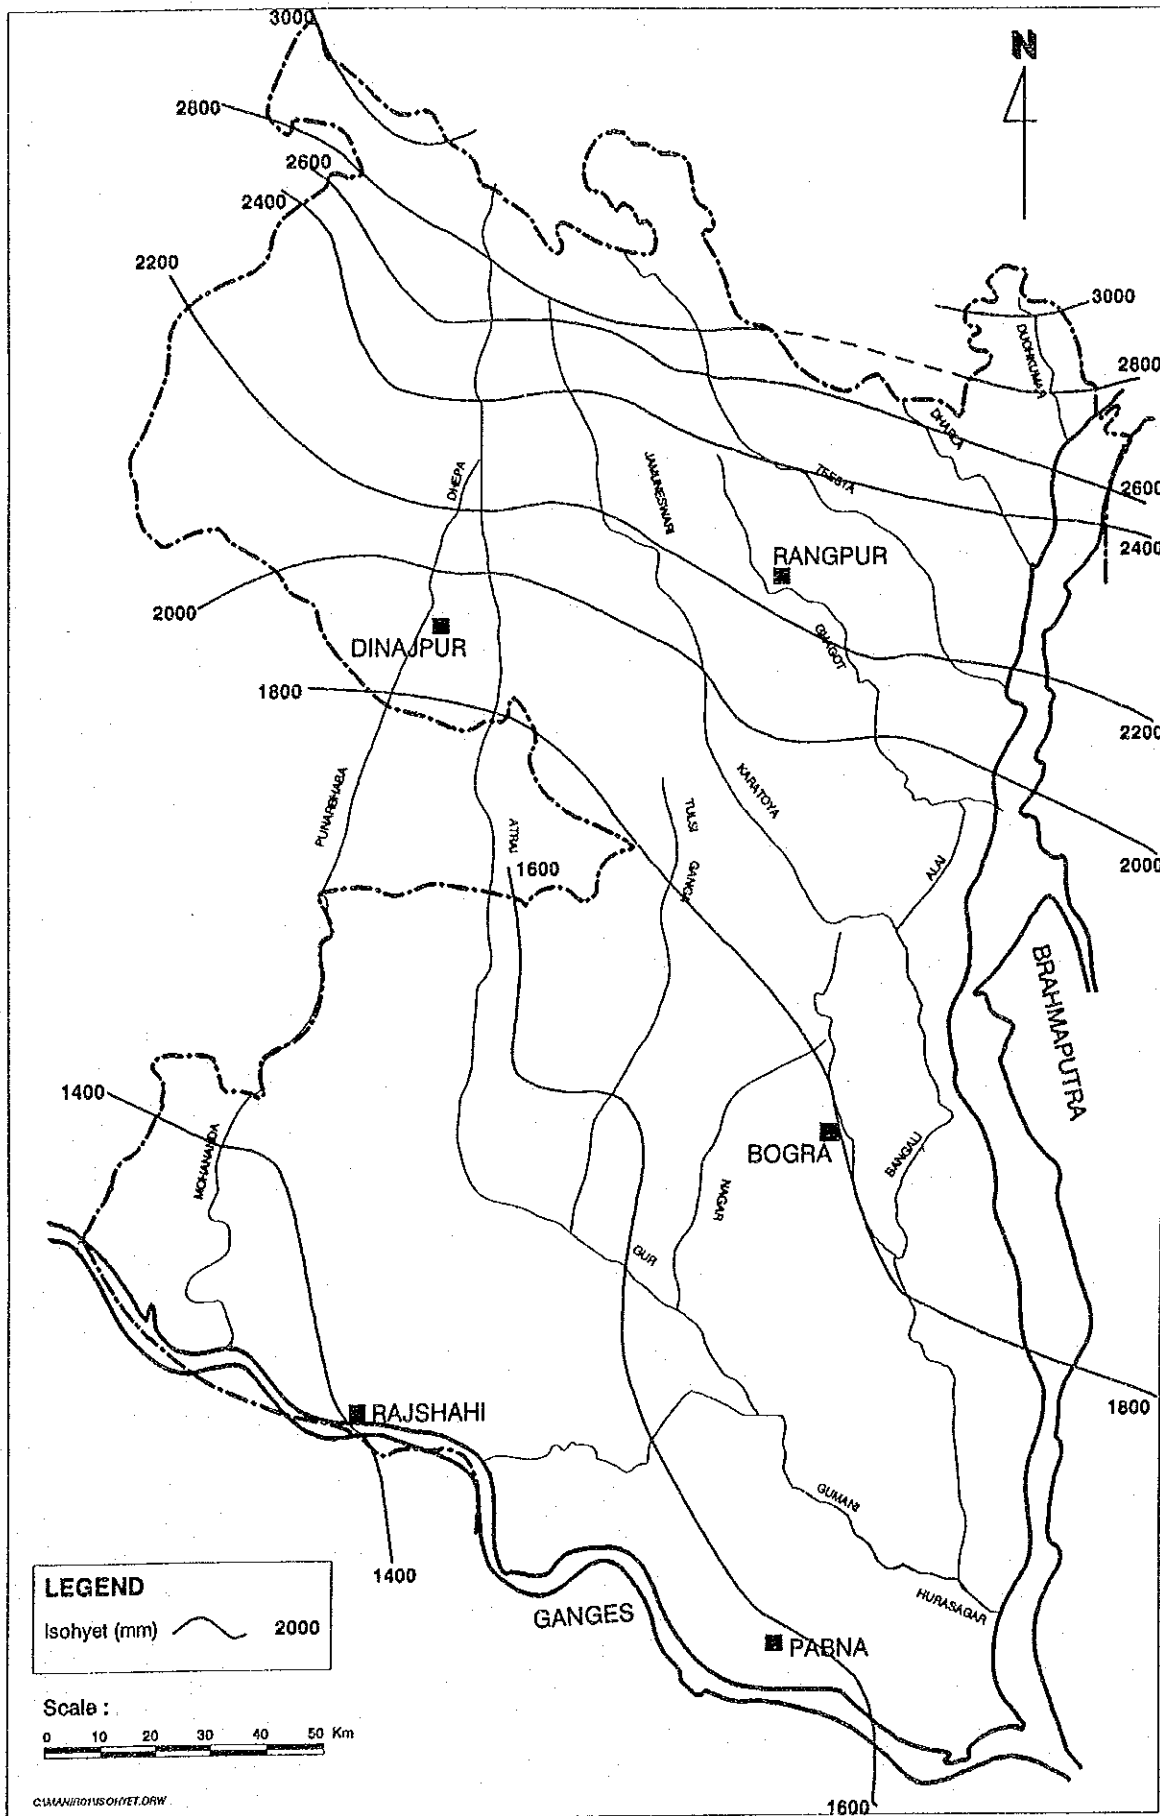 3000
N
2800
2600
2400
2200
3000
DUDHKUMAR
2800
DHARLA
DHEPA
JAMUNESWARI
TEESTA
2600
RANGPUR
2400
2000
DINAJPUR
GHAGOT
1800
2200
PUNARBHABA
KARATOYA
TULSI
GANGA
ATRAI
1600
ALAI
2000
BRAHMAPUTRA
1400
MOHANANDA
BOGRA
BANGALI
NAGAR
GUR
RAJSHAHI
1800
GUMANI
1400
HURASAGAR
GANGES
PABNA
LEGEND
Isohyet (mm) 2000
Scale :
0 10 20 30 40 50 Km
1600